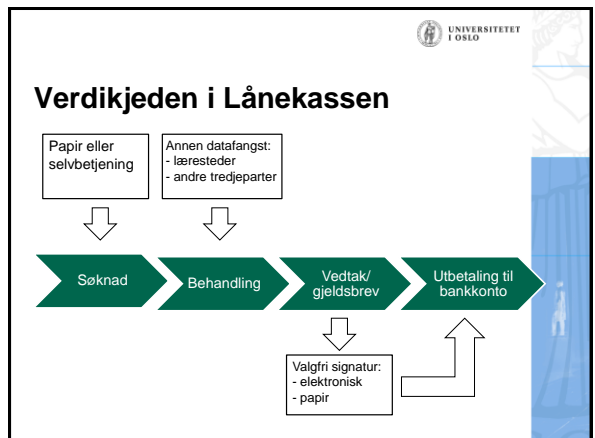 UNIVERSITETET
I OSLO
Verdikjeden i Lånekassen
Papir eller
selvbetjening
Annen datafangst:
- læresteder
- andre tredjeparter
Søknad
Behandling
Vedtak/
gjeldsbrev
Utbetaling til
bankkonto
Valgfri signatur:
- elektronisk
- papir